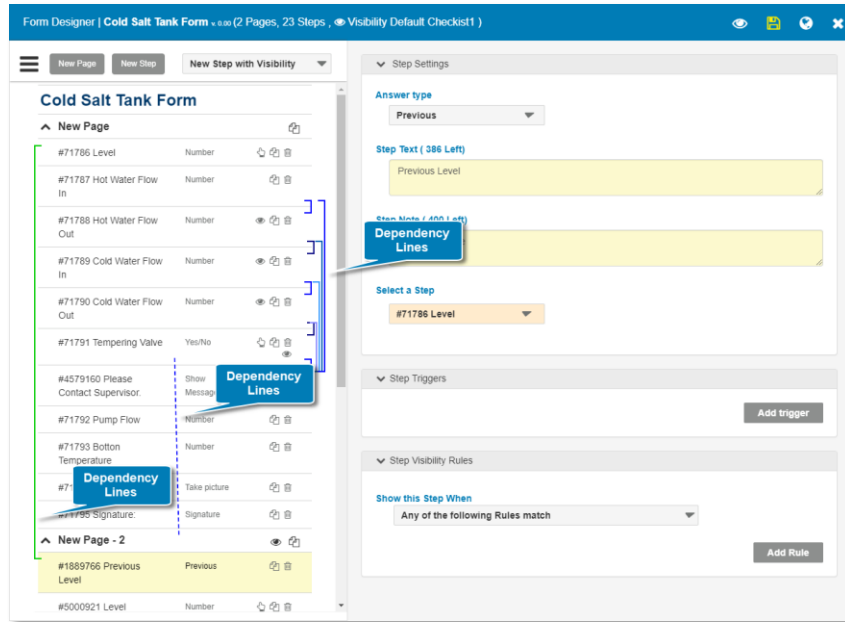 Form Designer | Cold Salt Tank Form v. 0.00 (2 Pages, 23 Steps , Visibility Default Checkist1 )
New Page
New Step
New Step with Visibility
Cold Salt Tank Form
New Page
#71786 Level
Number
#71787 Hot Water Flow
In
Number
#71788 Hot Water Flow
Out
Number
#71789 Cold Water Flow
In
Number
#71790 Cold Water Flow
Out
Number
#71791 Tempering Valve
Yes/No
#4579160 Please
Contact Supervisor.
Show
#71792 Pump Flow
Number
#71793 Botton
Temperature
Number
Take picture
#71795 Signature:
Signature
New Page - 2
#1889766 Previous
Level
Previous
#5000921 Level
Number
Dependency
Lines
Dependency
Lines
Dependency
Lines
Step Settings
Answer type
Previous
Step Text ( 386 Left)
Previous Level
Step Note ( 400 Left)
Select a Step
#71786 Level
Step Triggers
Add trigger
Step Visibility Rules
Show this Step When
Any of the following Rules match
Add Rule